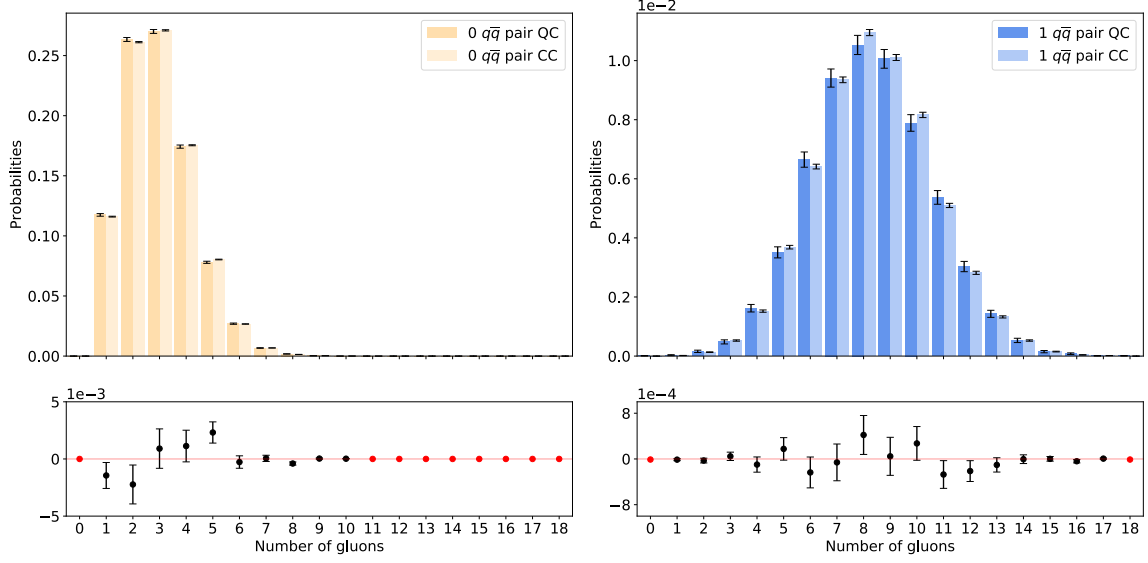 0.25
0.20
0.15
0.10
0.05
0.00
Probabilities
0 qq̅ pair QC
0 qq̅ pair CC
1e−3
5
0
−5
0 1 2 3 4 5 6 7 8 9 10 11 12 13 14 15 16 17 18
Number of gluons
1e−2
1.0
0.8
0.6
0.4
0.2
0.0
Probabilities
1 qq̅ pair QC
1 qq̅ pair CC
1e−4
8
0
−8
0 1 2 3 4 5 6 7 8 9 10 11 12 13 14 15 16 17 18
Number of gluons